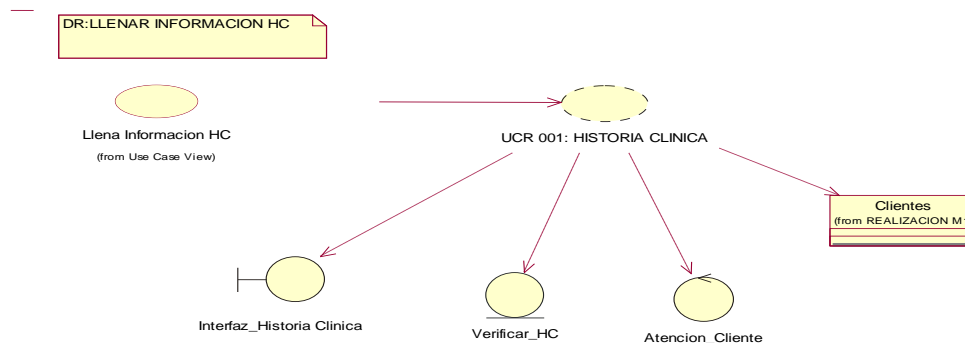 DR:LLENAR INFORMACION HC
Llena Informacion HC
(from Use Case View)
UCR 001: HISTORIA CLINICA
Clientes
(from REALIZACION M
Interfaz_Historia Clinica
Verificar_HC
Atencion_Cliente